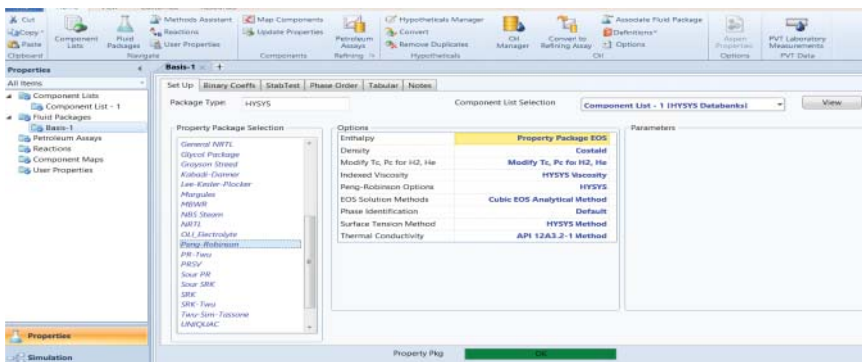 Cut
Copy
Paste
Clipboard
Component Lists
Fluid Packages
Navigate
Methods Assistant
Reactions
User Properties
Map Components
Update Properties
Components
Petroleum Assays
Refining
Hypotheticals Manager
Convert
Remove Duplicates
Hypotheticals
Oil Manager
Convert to Refining Assay
Associate Fluid Package
Definitions
Options
Oil
Aspen Properties
Options
PVT Laboratory Measurements
PVT Data
Properties
All Items
Component Lists
Component List - 1
Fluid Packages
Basis-1
Petroleum Assays
Reactions
Component Maps
User Properties
Properties
Simulation
Basis-1 +
Set Up Binary Coeffs StabTest Phase Order Tabular Notes
Package Type: HYSYS
Component List Selection Component List - 1 [HYSYS Databanks] View
Property Package Selection
General NRTL
Glycol Package
Grayson Streed
Kabadi-Danner
Lee-Kesler-Plocker
Margules
MBWR
NBS Steam
NRTL
OLI_Electrolyte
Peng-Robinson
PR-Twu
PRSV
Sour PR
Sour SRK
SRK
SRK-Twu
Twu-Sim-Tassone
UNIQUAC
Options
Enthalpy Property Package EOS
Density Costald
Modify Tc, Pc for H2, He Modify Tc, Pc for H2, He
Indexed Viscosity HYSYS Viscosity
Peng-Robinson Options HYSYS
EOS Solution Methods Cubic EOS Analytical Method
Phase Identification Default
Surface Tension Method HYSYS Method
Thermal Conductivity API 12A3.2-1 Method
Parameters
Property Pkg OK